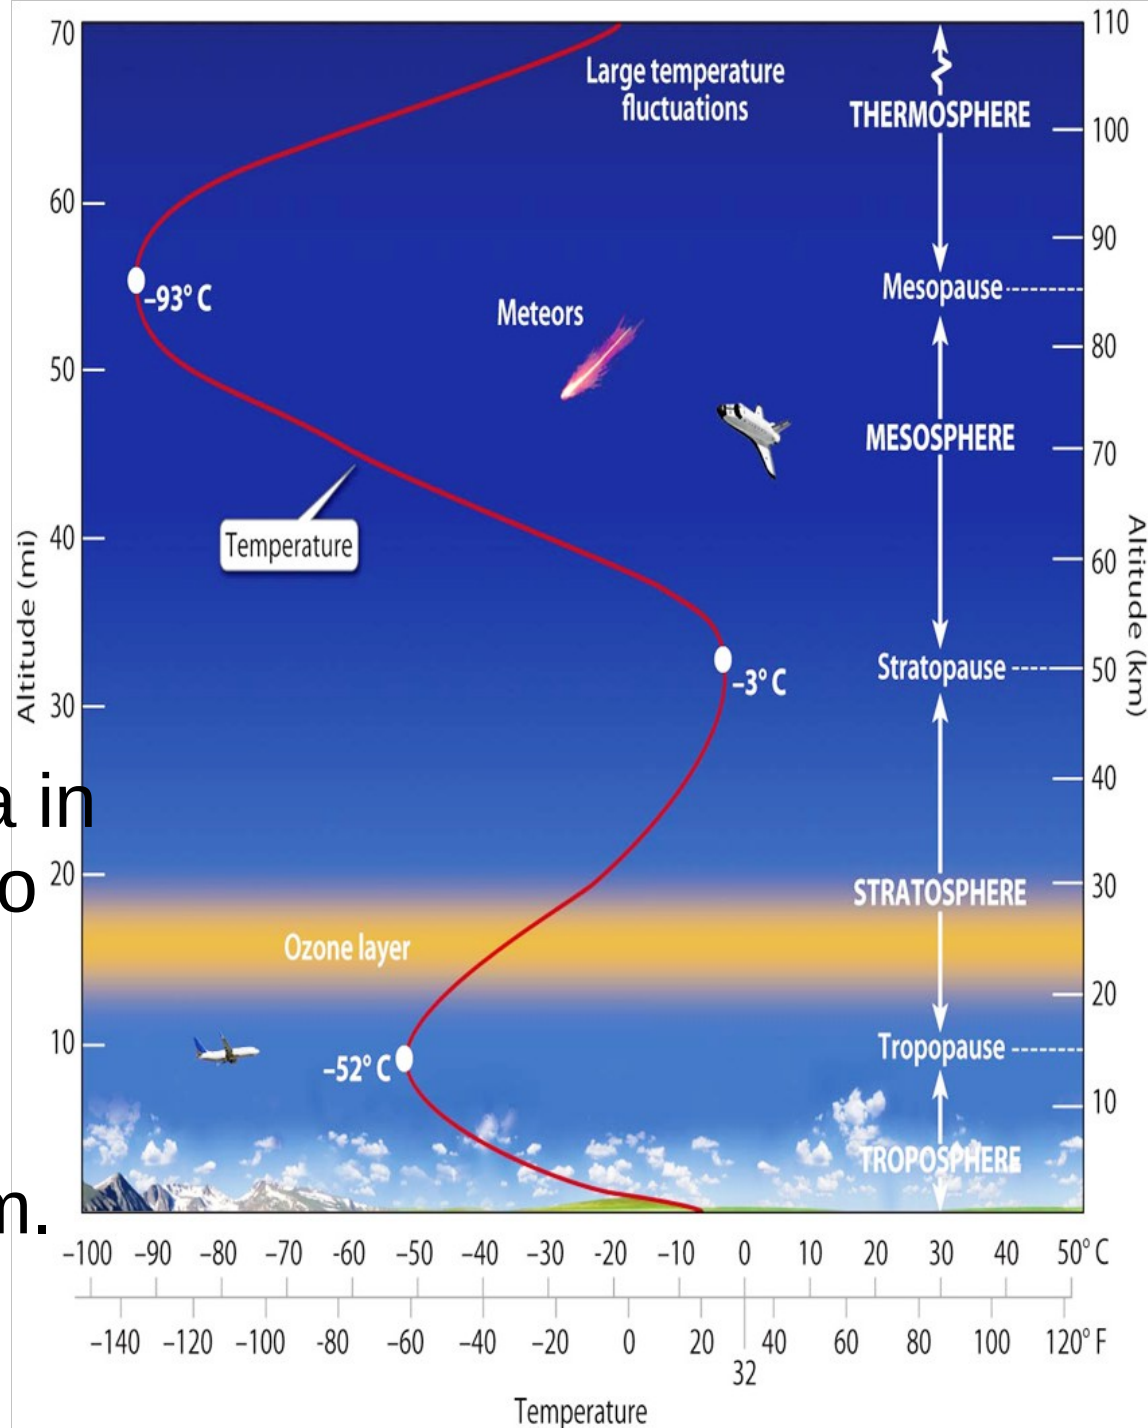 70
110
Large temperature
fluctuations
THERMOSPHERE
100
60
90
–93° C
Mesopause
Meteors
80
50
MESOSPHERE
70
Temperature
40
60
Altitude (mi)
Altitude (km)
Stratopause
50
–3° C
30
40
a in
20
o
30
STRATOSPHERE
Ozone layer
20
10
Tropopause
–52° C
10
TROPOSPHERE
m.
–100 –90 –80 –70 -60 –50 –40 –30 -20 –10 0 10 20 30 40 50° C
–140 –120 –100 -80 –60 –40 –20 0 20 40 60 80 100 120° F
32
Temperature